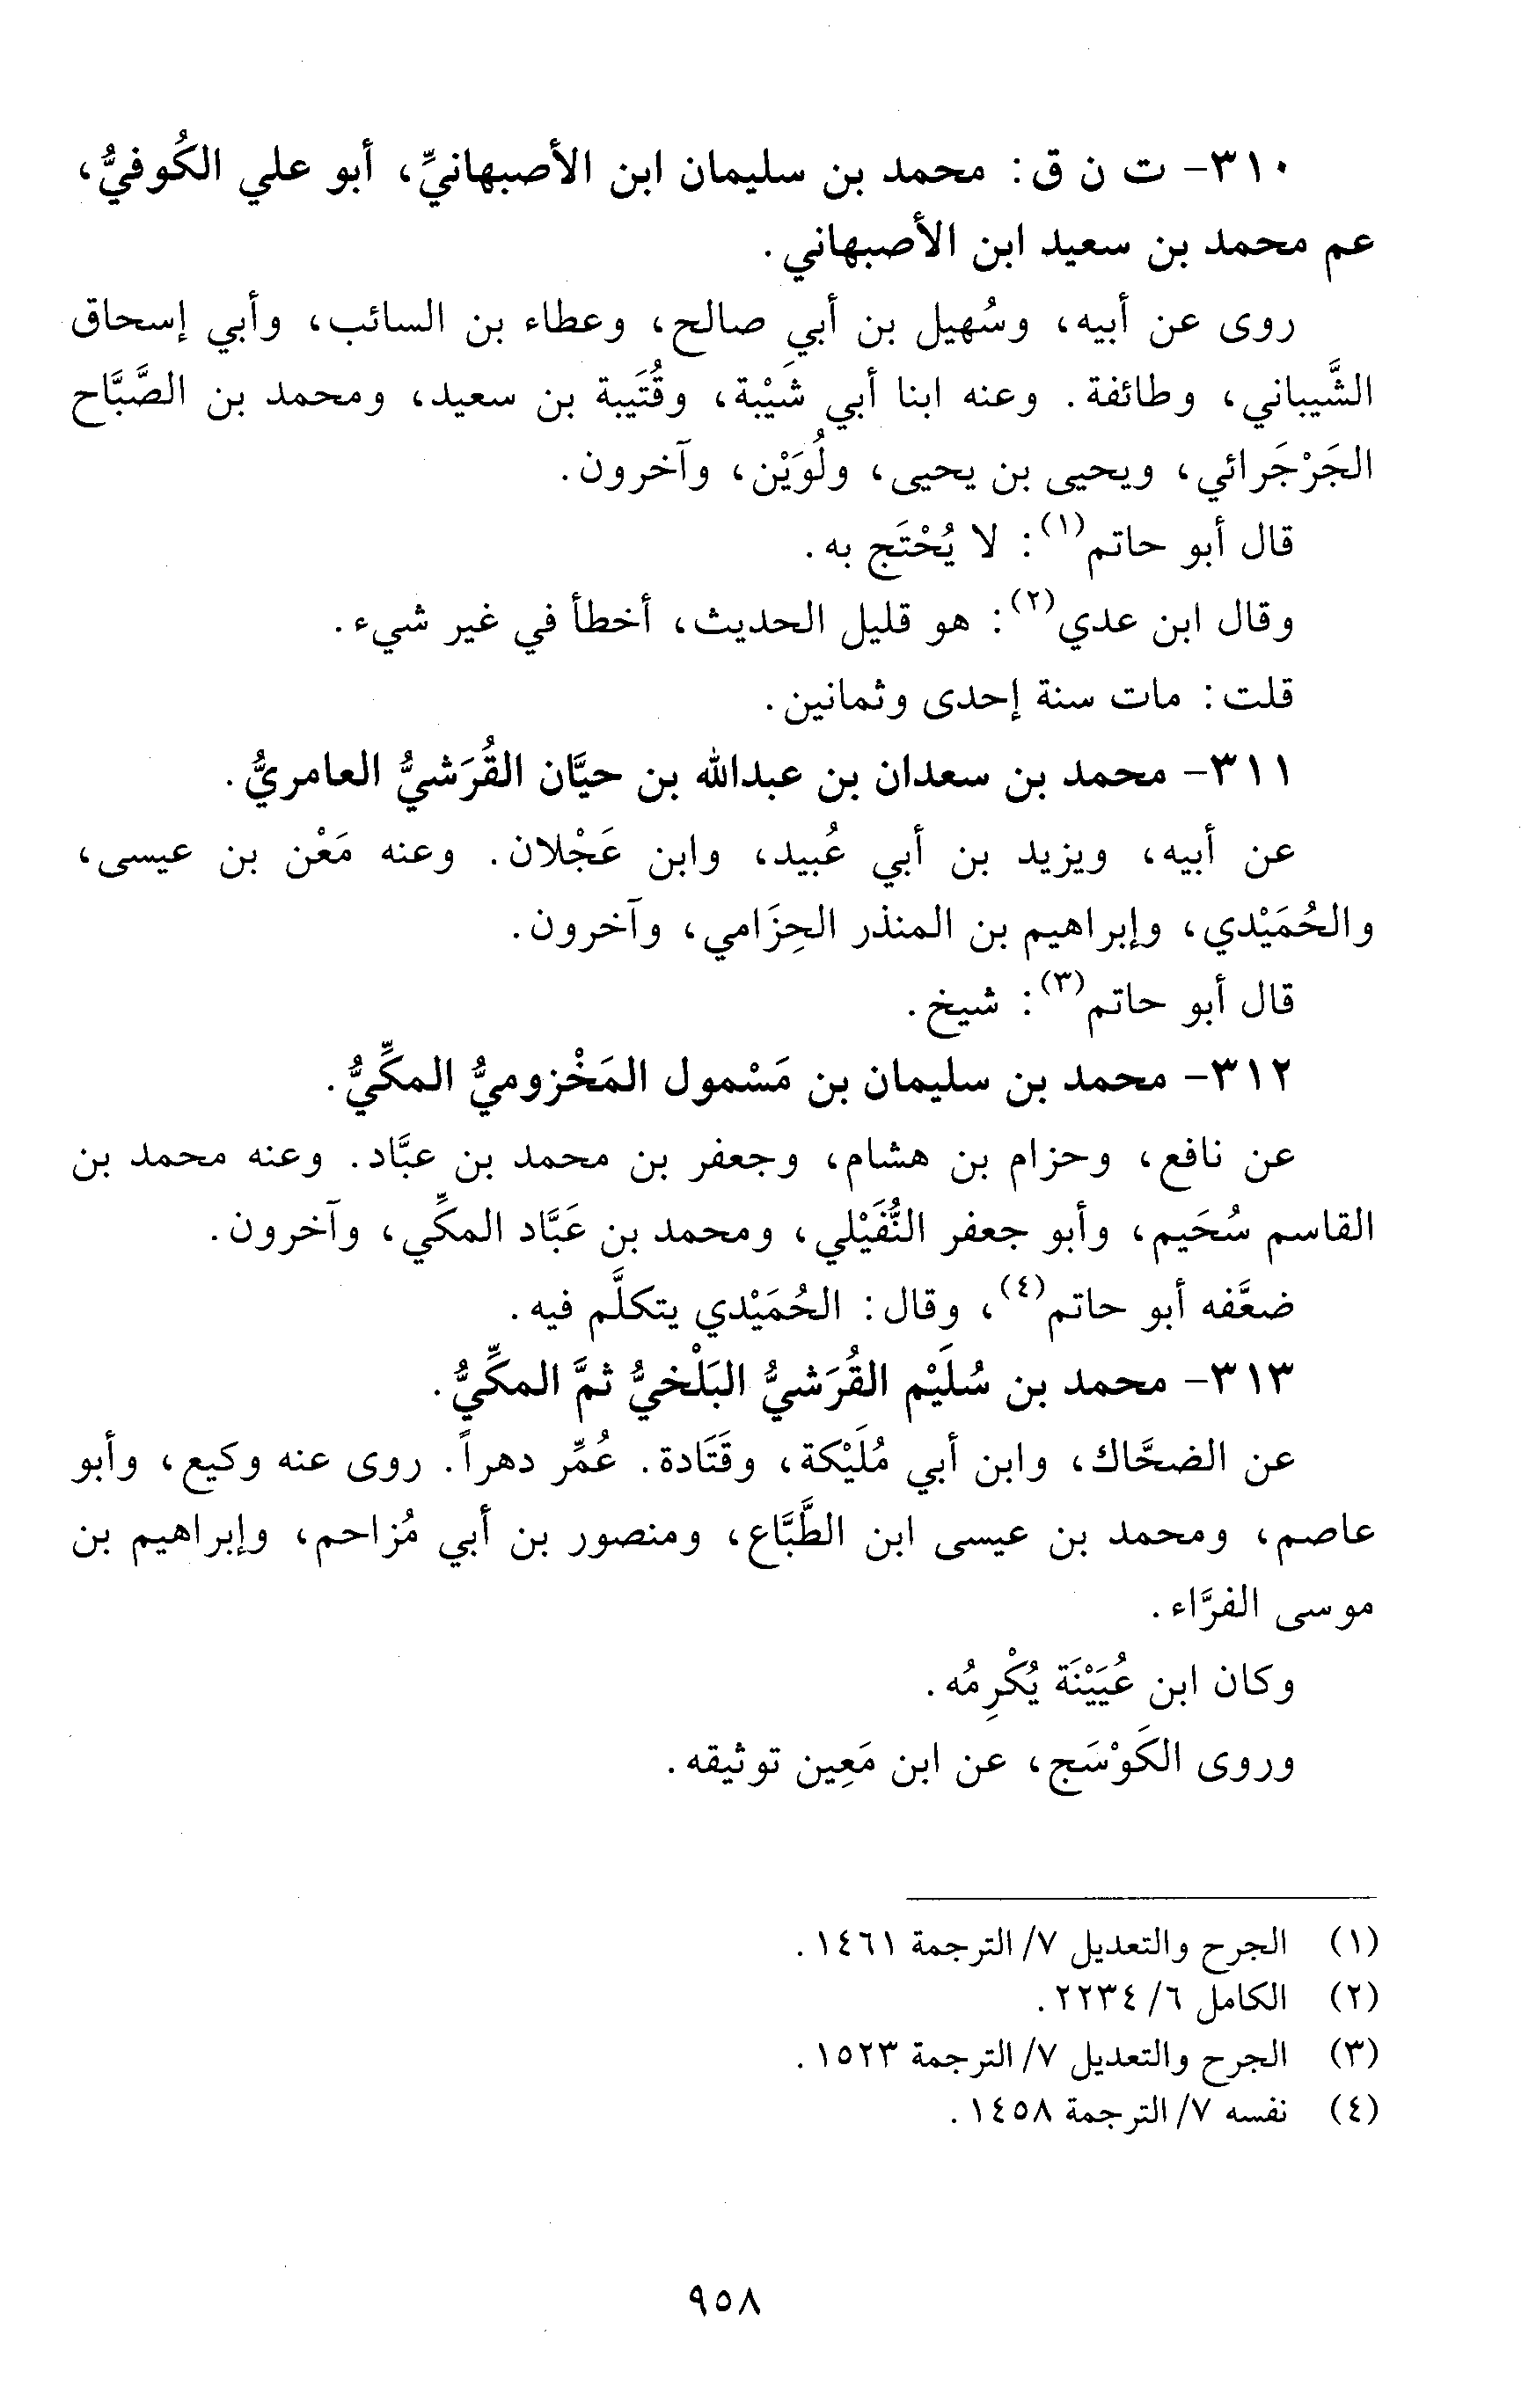 ٣١٠- ت ن ق: محمد بن سليمان ابن الأصبهانيِّ، أبو علي الكُوفيُّ،
عم محمد بن سعيد ابن الأصبهاني.
روى عن أبيه، وسُهيل بن أبي صالح، وعطاء بن السائب، وأبي إسحاق
الشَّيباني، وطائفة. وعنه ابنا أبي شَيْبة، وقُتَيبة بن سعيد، ومحمد بن الصَّبَّاح
الجَرْجَرائي، ويحيى بن يحيى، ولُوَيْن، وآخرون.
قال أبو حاتم(١): لا يُحْتَج به.
وقال ابن عدي(٢): هو قليل الحديث، أخطأ في غير شيء.
قلت: مات سنة إحدى وثمانين.
٣١١- محمد بن سعدان بن عبدالله بن حيَّان القُرَشيُّ العامريُّ.
عن أبيه، ويزيد بن أبي عُبيد، وابن عَجْلان. وعنه مَعْن بن عيسى،
والحُمَيْدي، وإبراهيم بن المنذر الحِزَامي، وآخرون.
قال أبو حاتم(٣): شيخ.
٣١٢- محمد بن سليمان بن مَسْمول المَخْزوميُّ المكِّيُّ.
عن نافع، وحزام بن هشام، وجعفر بن محمد بن عبَّاد. وعنه محمد بن
القاسم سُحَيم، وأبو جعفر النُّفَيْلي، ومحمد بن عَبَّاد المكِّي، وآخرون.
ضعَّفه أبو حاتم(٤)، وقال: الحُمَيْدي يتكلَّم فيه.
٣١٣- محمد بن سُلَيْم القُرَشيُّ البَلْخيُّ ثمَّ المكِّيُّ.
عن الضحَّاك، وابن أبي مُلَيْكة، وقَتَادة. عُمِّر دهراً. روى عنه وكيع، وأبو
عاصم، ومحمد بن عيسى ابن الطَّبَّاع، ومنصور بن أبي مُزاحم، وإبراهيم بن
موسى الفرَّاء.
وكان ابن عُيَيْنَة يُكْرِمُه.
وروى الكَوْسَج، عن ابن مَعِين توثيقه.
(١) الجرح والتعديل ٧/ الترجمة ١٤٦١.
(٢) الكامل ٦/ ٢٢٣٤.
(٣) الجرح والتعديل ٧/ الترجمة ١٥٢٣.
(٤) نفسه ٧/ الترجمة ١٤٥٨.
٩٥٨